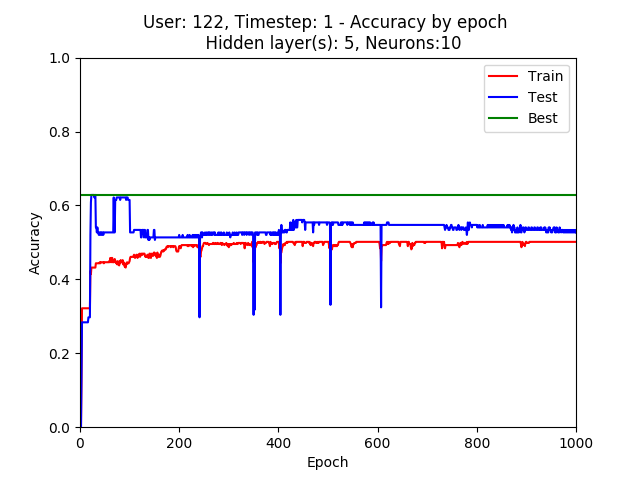 User: 122, Timestep: 1 - Accuracy by epoch
Hidden layer(s): 5, Neurons:10
Train
Test
Best
Accuracy
1.0
0.8
0.6
0.4
0.2
0.0
0 200 400 600 800 1000
Epoch